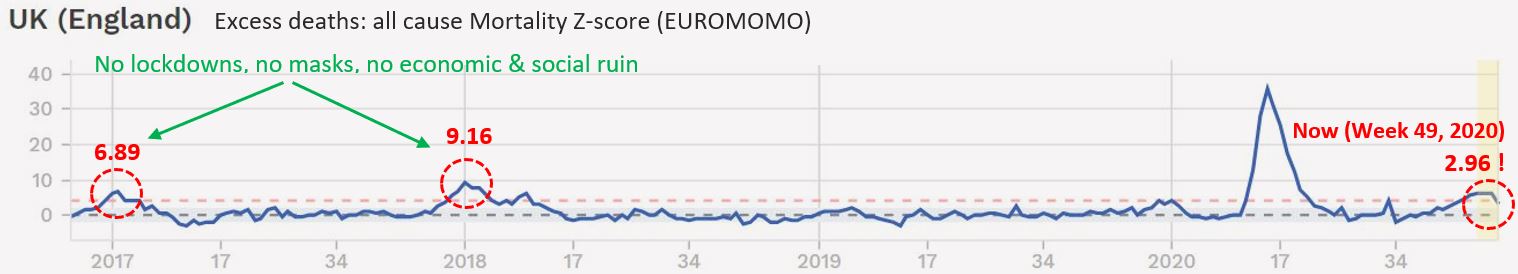 UK (England) Excess deaths: all cause Mortality Z-score (EUROMOMO)
No lockdowns, no masks, no economic & social ruin
40
30
20
10
0
6.89
9.16
Now (Week 49, 2020)
2.96 !
2017 17 34 2018 17 34 2019 17 34 2020 17 34